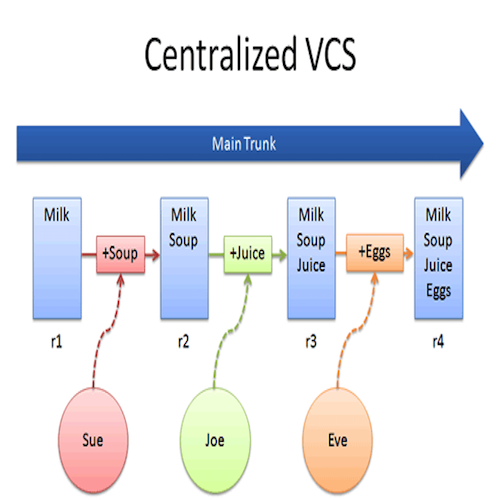 Centralized VCS
Main Trunk
Milk
+Soup
Milk
Soup
+Juice
Milk
Soup
Juice
+Eggs
Milk
Soup
Juice
Eggs
r1
r2
r3
r4
Sue
Joe
Eve